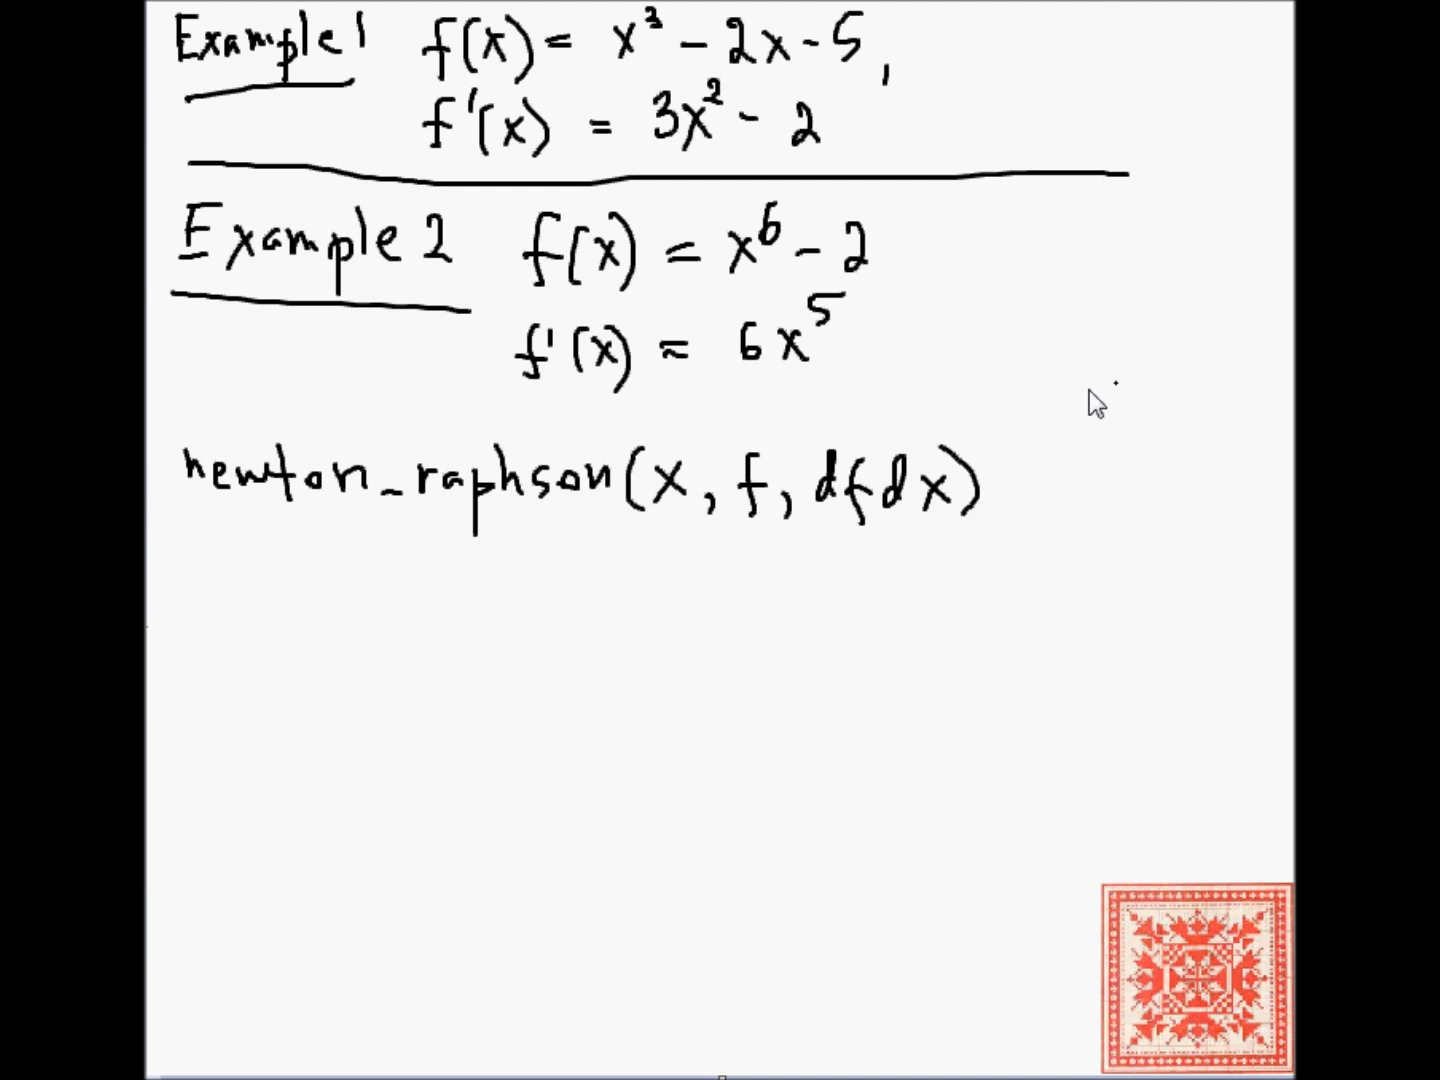 Example 1 f(x) = x³ - 2x - 5,
f'(x) = 3x² - 2
Example 2 f(x) = x⁶ - 2
f'(x) = 6x⁵
newton_raphson(x, f, dfdx)